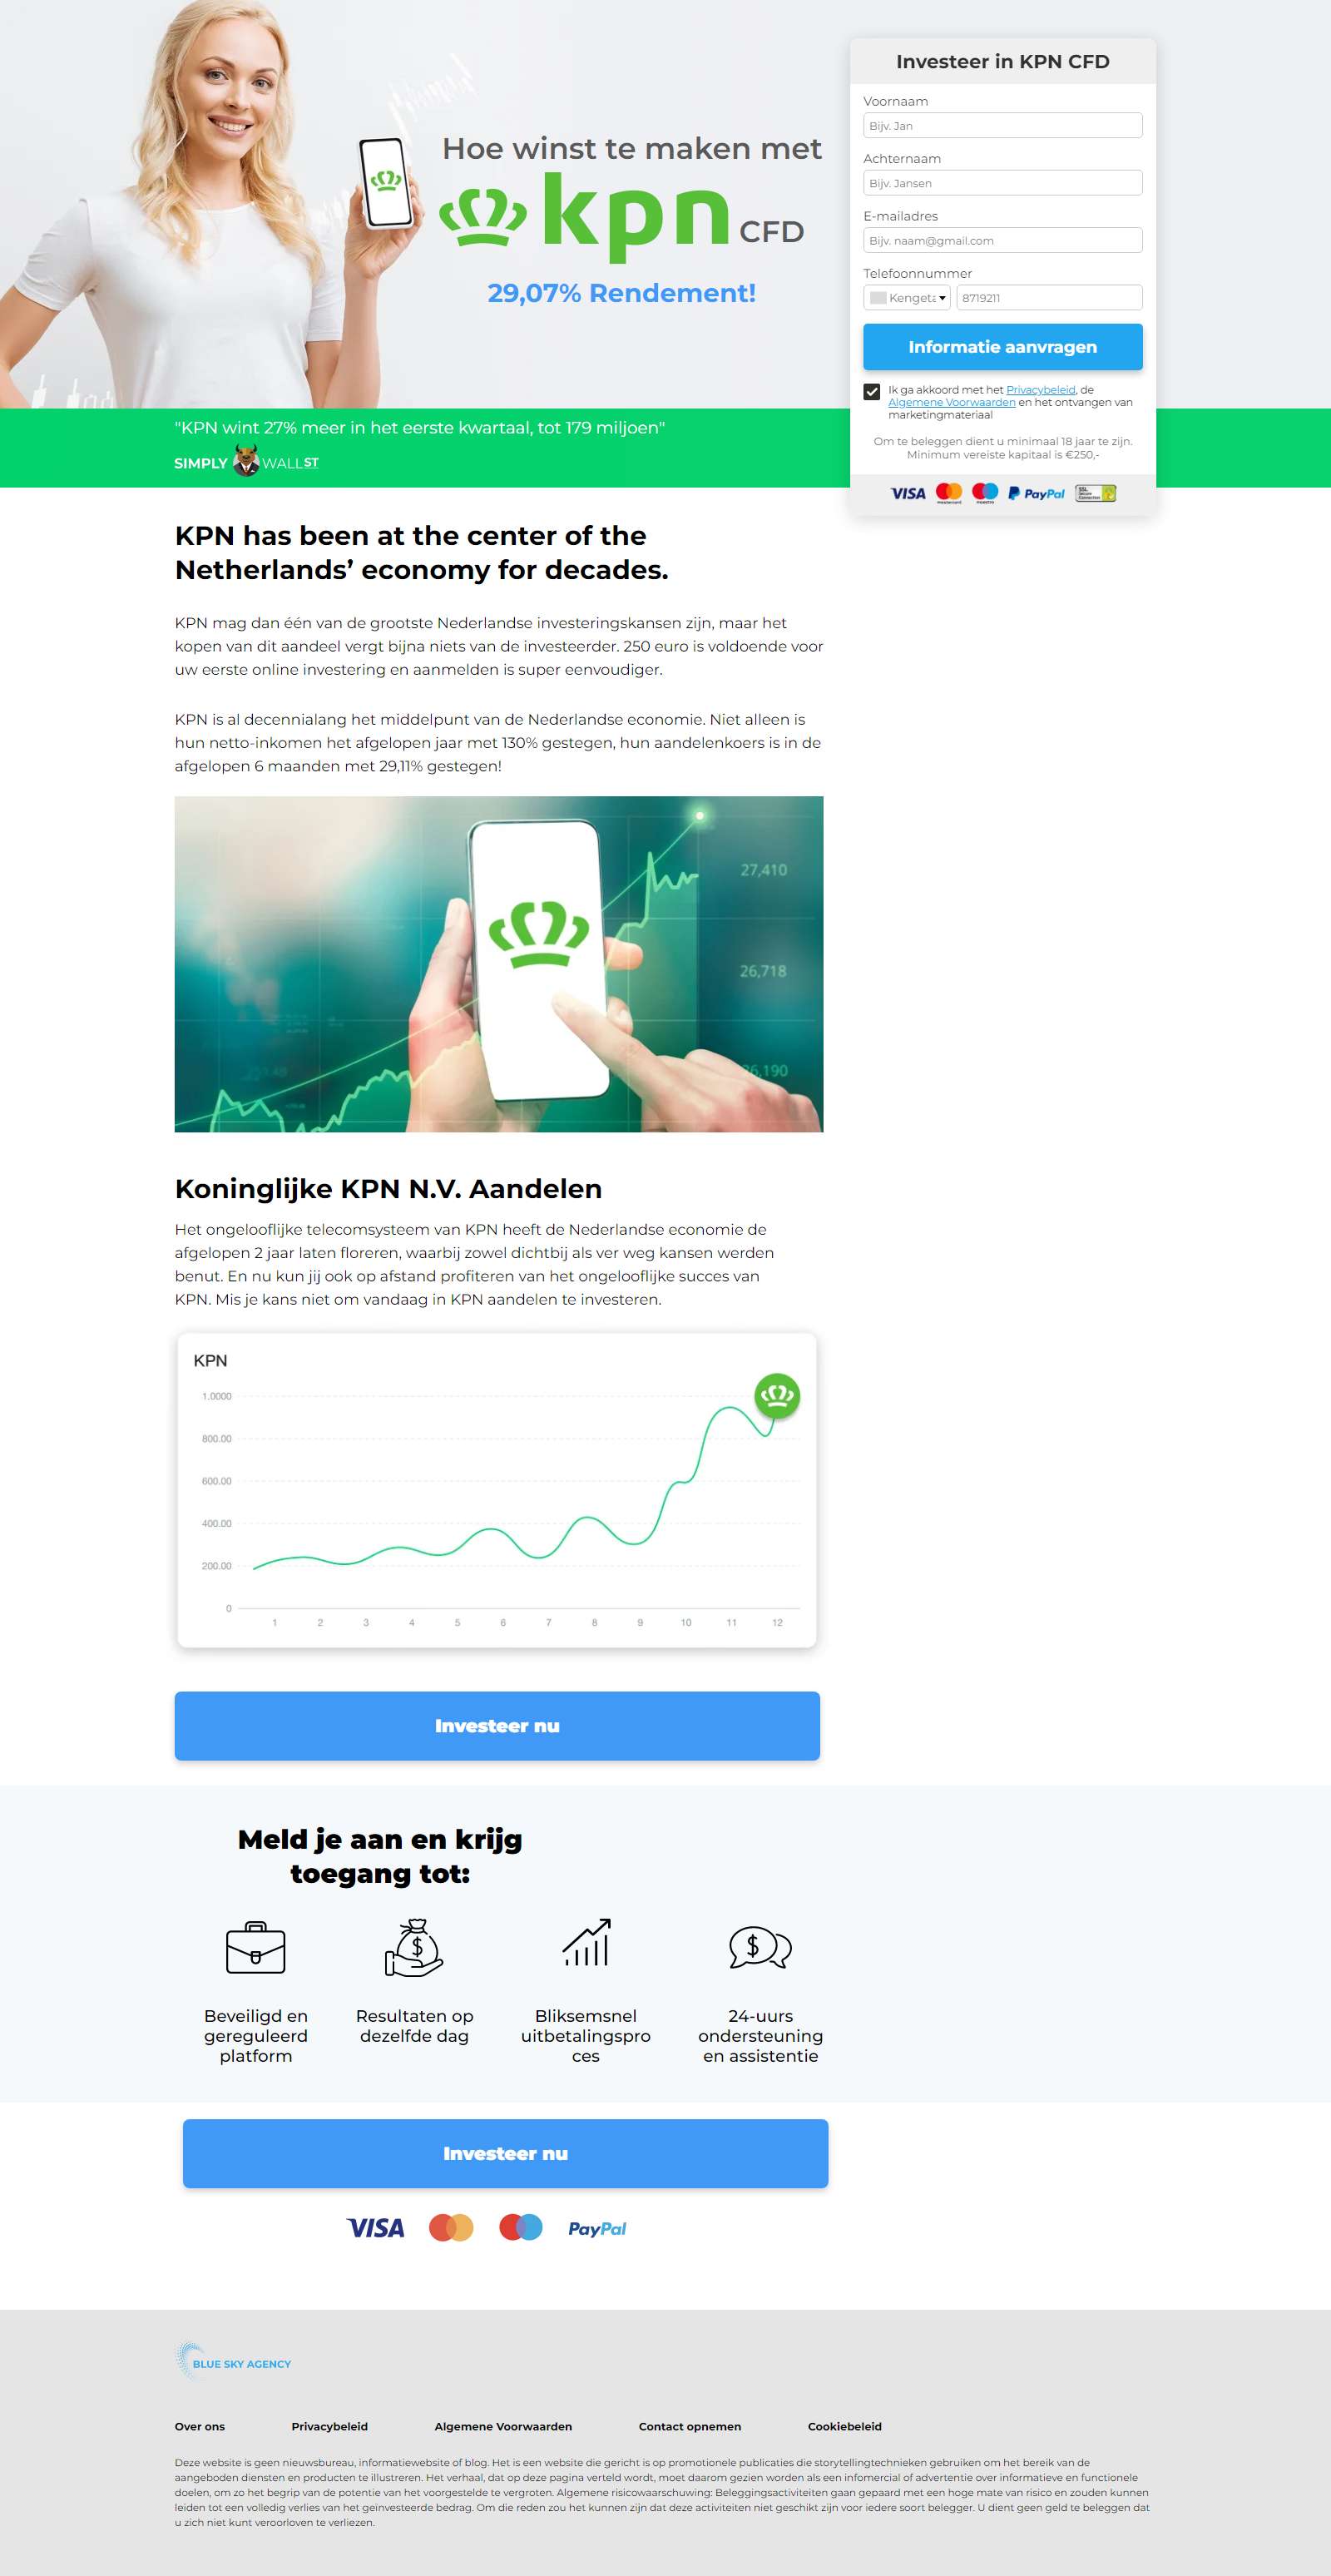 Hoe winst te maken met
kpn CFD
29,07% Rendement!
Investeer in KPN CFD
Voornaam
Bijv. Jan
Achternaam
Bijv. Jansen
E-mailadres
Bijv. naam@gmail.com
Telefoonnummer
8719211
Informatie aanvragen
Ik ga akkoord met het Privacybeleid, de
Algemene Voorwaarden en het ontvangen van
marketingmateriaal
Om te beleggen dient u minimaal 18 jaar te zijn.
Minimum vereiste kapitaal is €250,-
VISA mastercard maestro PayPal SSL Secure Connection
"KPN wint 27% meer in het eerste kwartaal, tot 179 miljoen"
SIMPLY WALLST
KPN has been at the center of the
Netherlands’ economy for decades.
KPN mag dan één van de grootste Nederlandse investeringskansen zijn, maar het
kopen van dit aandeel vergt bijna niets van de investeerder. 250 euro is voldoende voor
uw eerste online investering en aanmelden is super eenvoudiger.
KPN is al decennialang het middelpunt van de Nederlandse economie. Niet alleen is
hun netto-inkomen het afgelopen jaar met 130% gestegen, hun aandelenkoers is in de
afgelopen 6 maanden met 29,11% gestegen!
27,410
26,718
26,190
Koninglijke KPN N.V. Aandelen
Het ongelooflijke telecomsysteem van KPN heeft de Nederlandse economie de
afgelopen 2 jaar laten floreren, waarbij zowel dichtbij als ver weg kansen werden
benut. En nu kun jij ook op afstand profiteren van het ongelooflijke succes van
KPN. Mis je kans niet om vandaag in KPN aandelen te investeren.
KPN
1.0000
800.00
600.00
400.00
200.00
0
1 2 3 4 5 6 7 8 9 10 11 12
Investeer nu
Meld je aan en krijg
toegang tot:
Beveiligd en
gereguleerd
platform
Resultaten op
dezelfde dag
Bliksemsnel
uitbetalingspro
ces
24-uurs
ondersteuning
en assistentie
Investeer nu
VISA PayPal
BLUE SKY AGENCY
Over ons Privacybeleid Algemene Voorwaarden Contact opnemen Cookiebeleid
Deze website is geen nieuwsbureau, informatiewebsite of blog. Het is een website die gericht is op promotionele publicaties die storytellingtechnieken gebruiken om het bereik van de
aangeboden diensten en producten te illustreren. Het verhaal, dat op deze pagina verteld wordt, moet daarom gezien worden als een infomercial of advertentie over informatieve en functionele
doelen, om zo het begrip van de potentie van het voorgestelde te vergroten. Algemene risicowaarschuwing: Beleggingsactiviteiten gaan gepaard met een hoge mate van risico en zouden kunnen
leiden tot een volledig verlies van het geïnvesteerde bedrag. Om die reden zou het kunnen zijn dat deze activiteiten niet geschikt zijn voor iedere soort belegger. U dient geen geld te beleggen dat
u zich niet kunt veroorloven te verliezen.